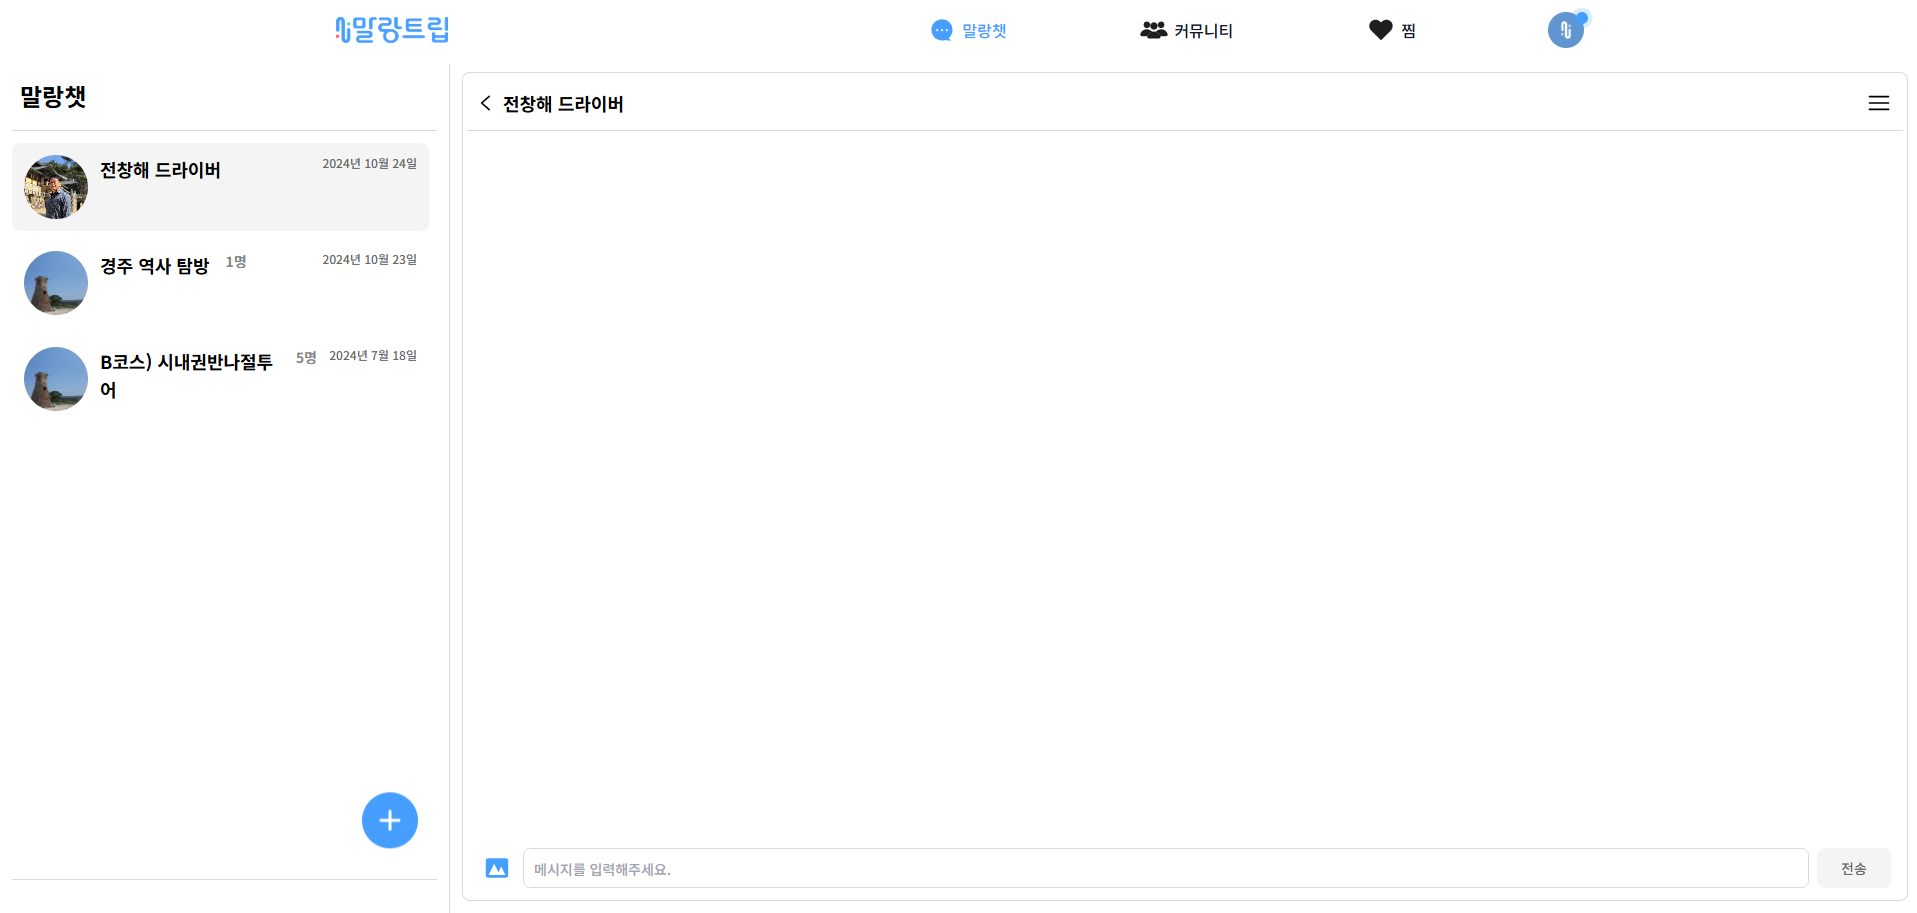 말랑트립
말랑챗
커뮤니티
찜
말랑챗
전창해 드라이버
2024년 10월 24일
경주 역사 탐방 1명
2024년 10월 23일
B코스) 시내권반나절투
어
5명
2024년 7월 18일
전창해 드라이버
메시지를 입력해주세요.
전송